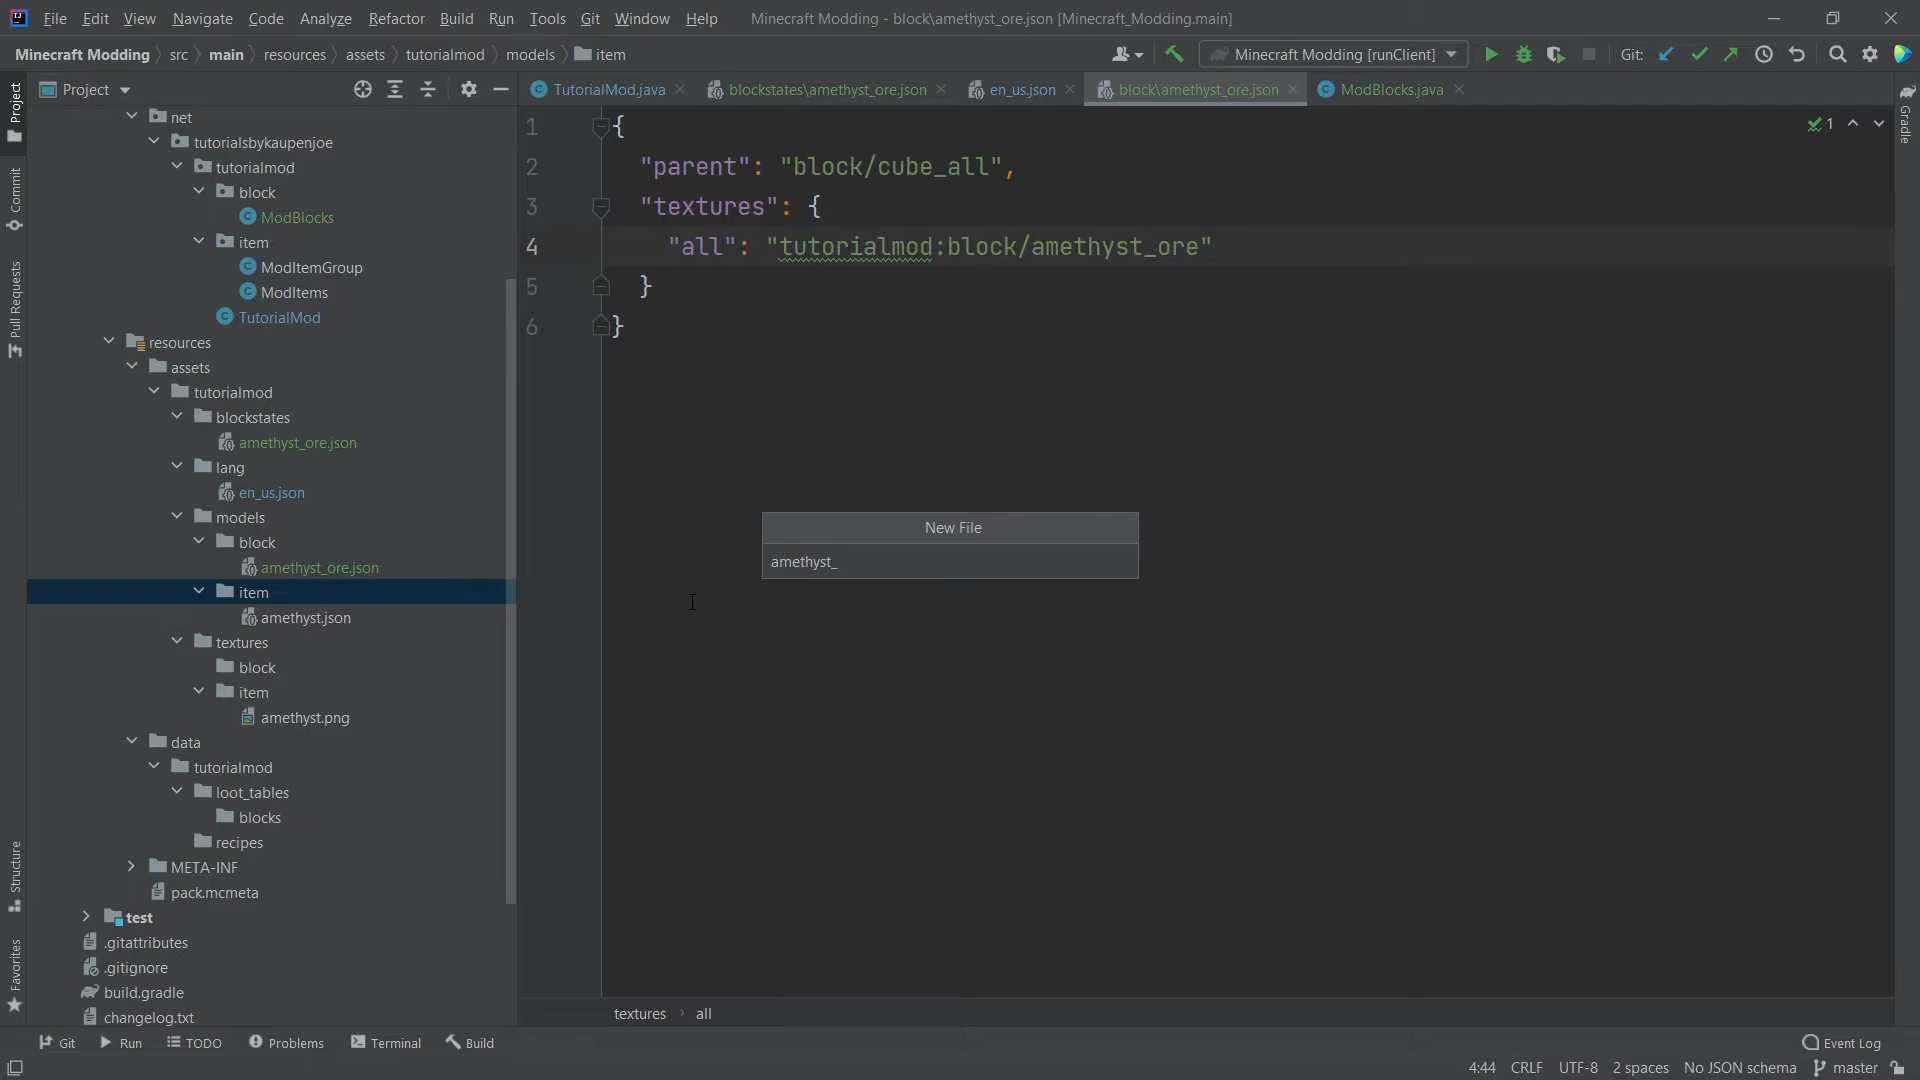 File Edit View Navigate Code Analyze Refactor Build Run Tools Git Window Help Minecraft Modding - block\amethyst_ore.json [Minecraft_Modding.main]
Minecraft Modding src main resources assets tutorialmod models item Minecraft Modding [runClient] Git:
Project
TutorialMod.java blockstates\amethyst_ore.json en_us.json block\amethyst_ore.json ModBlocks.java
Project
Commit
Pull Requests
Structure
Favorites
Gradle
net
tutorialsbykaupenjoe
tutorialmod
block
ModBlocks
item
ModItemGroup
ModItems
TutorialMod
resources
assets
tutorialmod
blockstates
amethyst_ore.json
lang
en_us.json
models
block
amethyst_ore.json
item
amethyst.json
textures
block
item
amethyst.png
data
tutorialmod
loot_tables
blocks
recipes
META-INF
pack.mcmeta
test
.gitattributes
.gitignore
build.gradle
changelog.txt
1 {
2 "parent": "block/cube_all",
3 "textures": {
4 "all": "tutorialmod:block/amethyst_ore"
5 }
6 }
1
New File
amethyst_
textures all
Git Run TODO Problems Terminal Build Event Log
4:44 CRLF UTF-8 2 spaces No JSON schema master